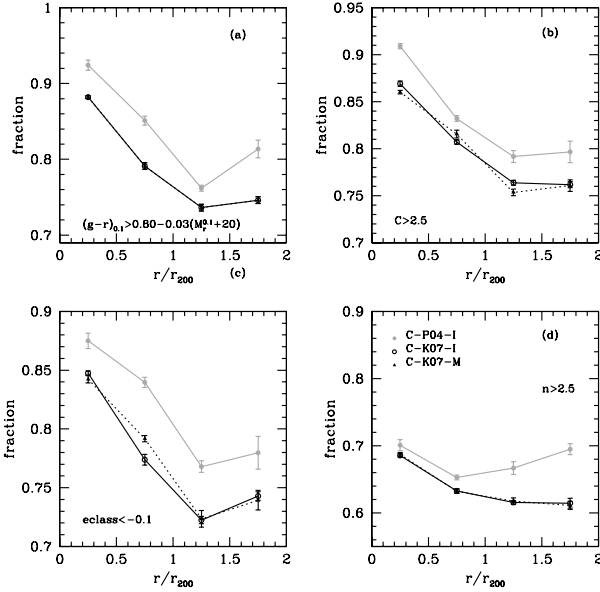 (a)
1
0.9
0.8
0.7
fraction
(g−r)0.1>0.80−0.03(M_r^0.1+20)
0 0.5 1 1.5 2
r/r200
(b)
0.95
0.9
0.85
0.8
0.75
0.7
fraction
C>2.5
0 0.5 1 1.5 2
r/r200
(c)
0.9
0.85
0.8
0.75
0.7
fraction
eclass<−0.1
0 0.5 1 1.5 2
r/r200
(d)
C−P04−I
C−K07−I
C−K07−M
n>2.5
0.9
0.8
0.7
0.6
fraction
0 0.5 1 1.5 2
r/r200